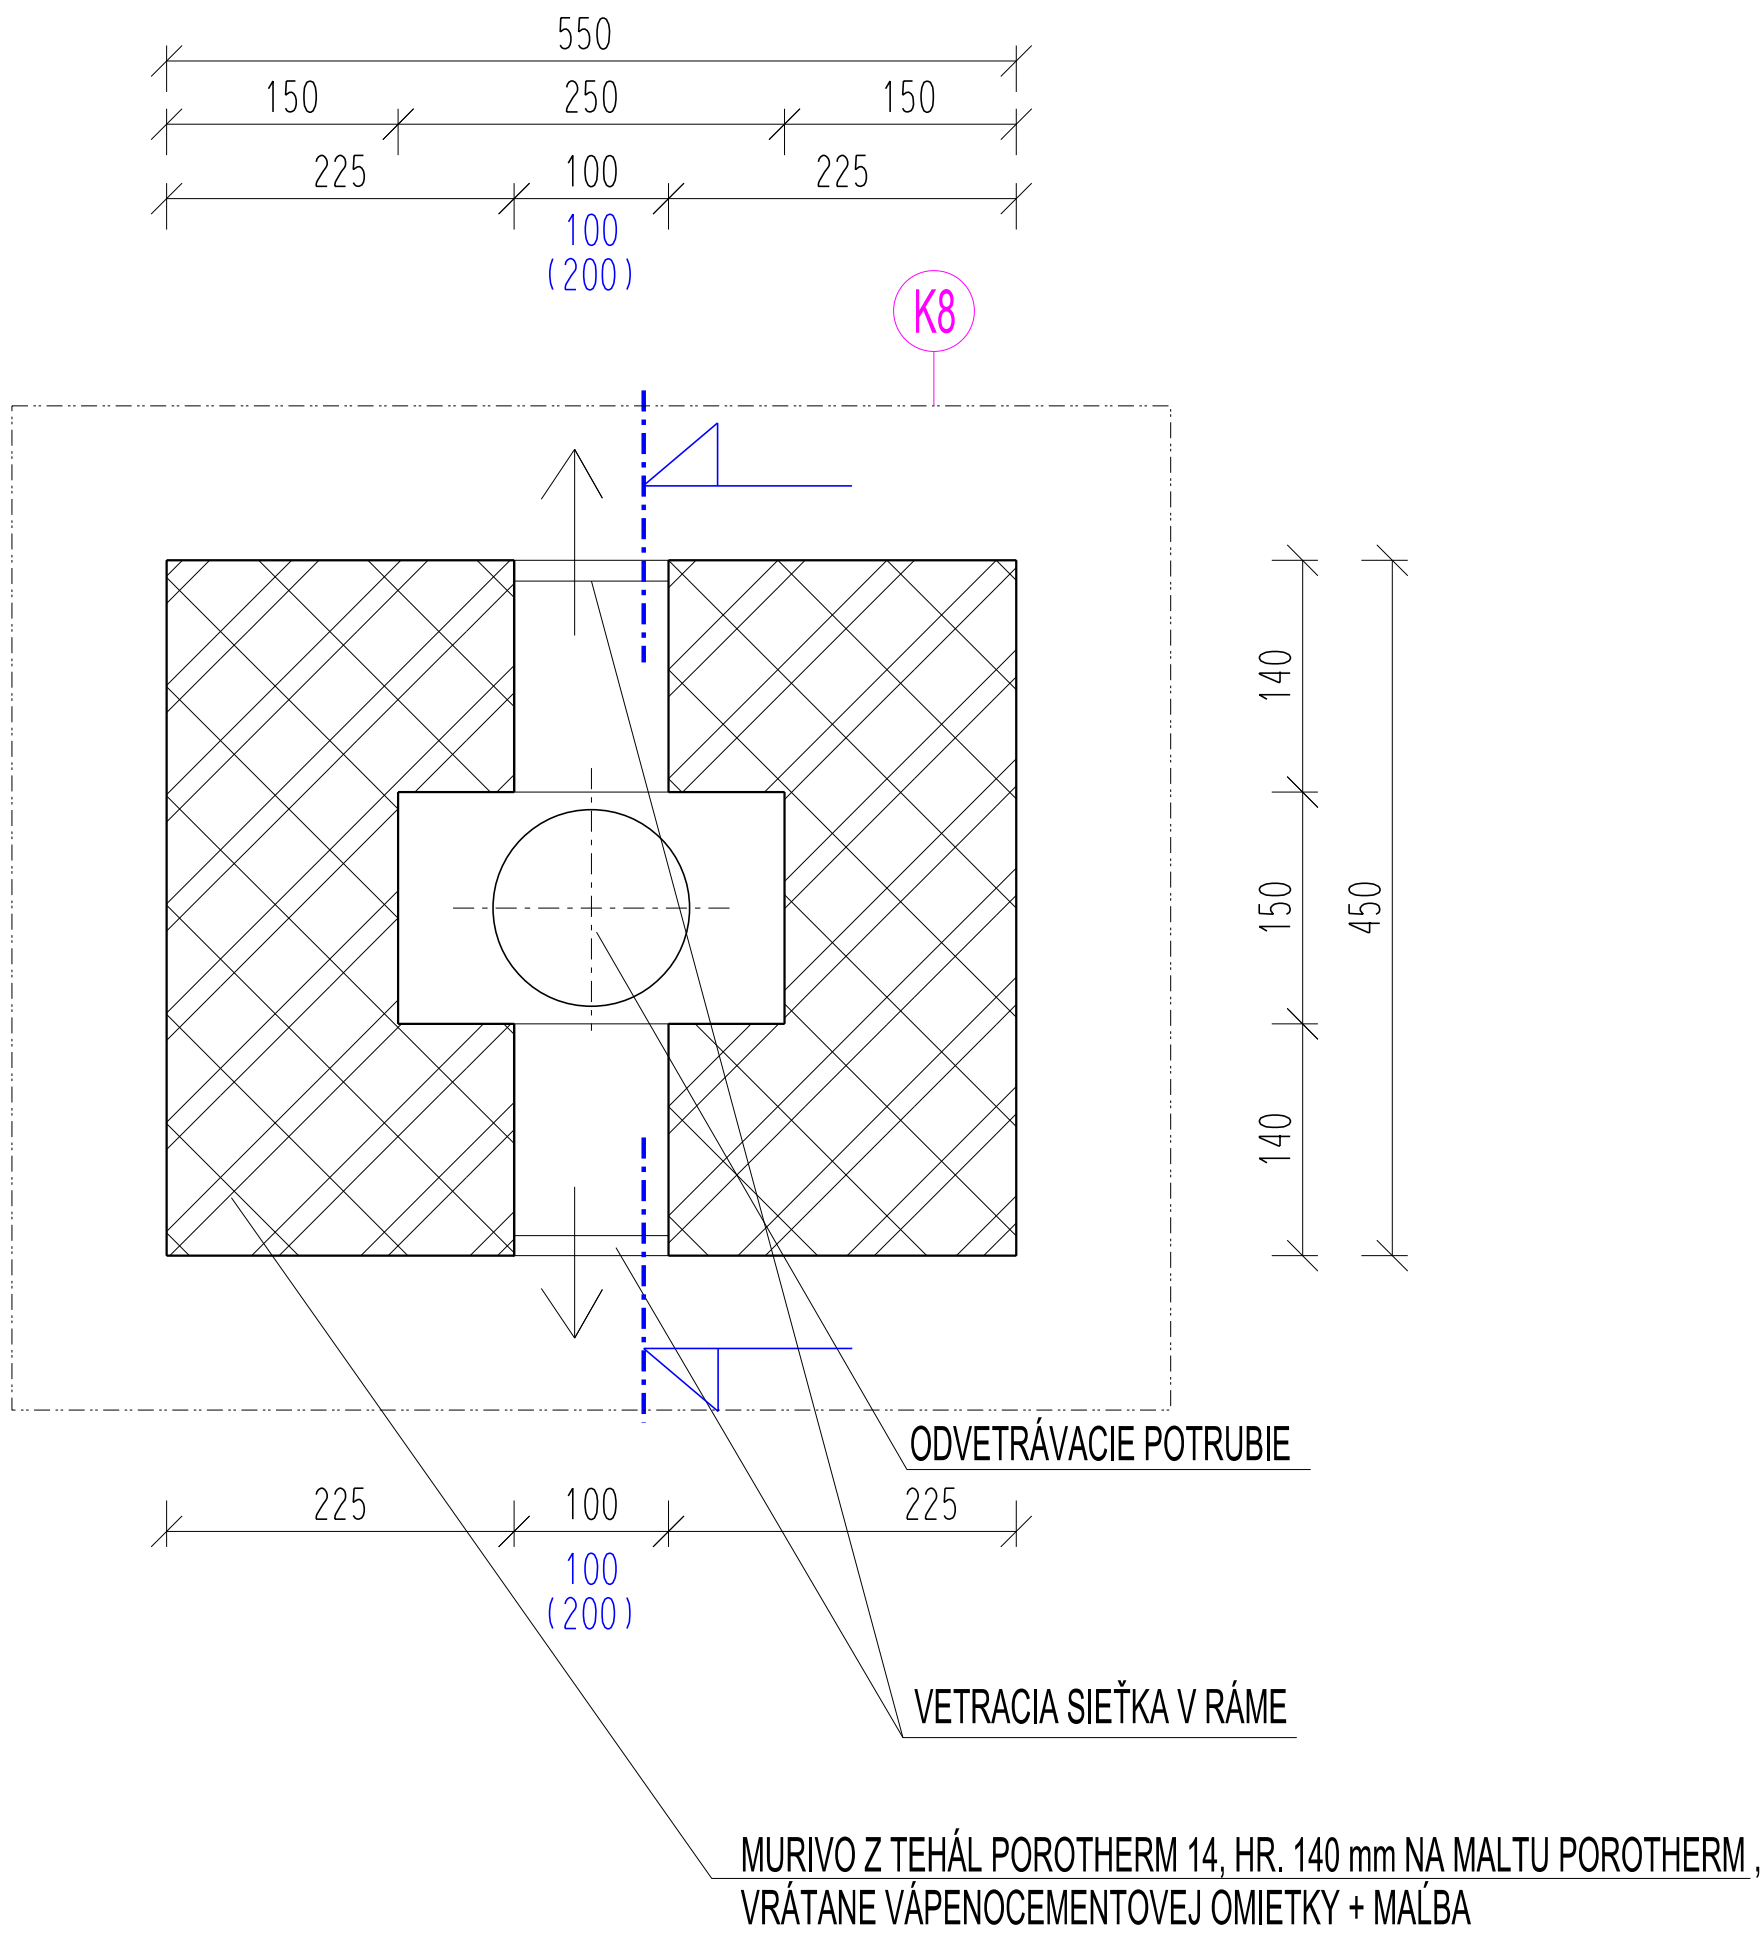 550
150 250 150
225 100 225
100
(200)
K8
140
150
450
140
ODVETRÁVACIE POTRUBIE
225 100 225
100
(200)
VETRACIA SIEŤKA V RÁME
MURIVO Z TEHÁL POROTHERM 14, HR. 140 mm NA MALTU POROTHERM ,
VRÁTANE VÁPENOCEMENTOVEJ OMIETKY + MAĹBA